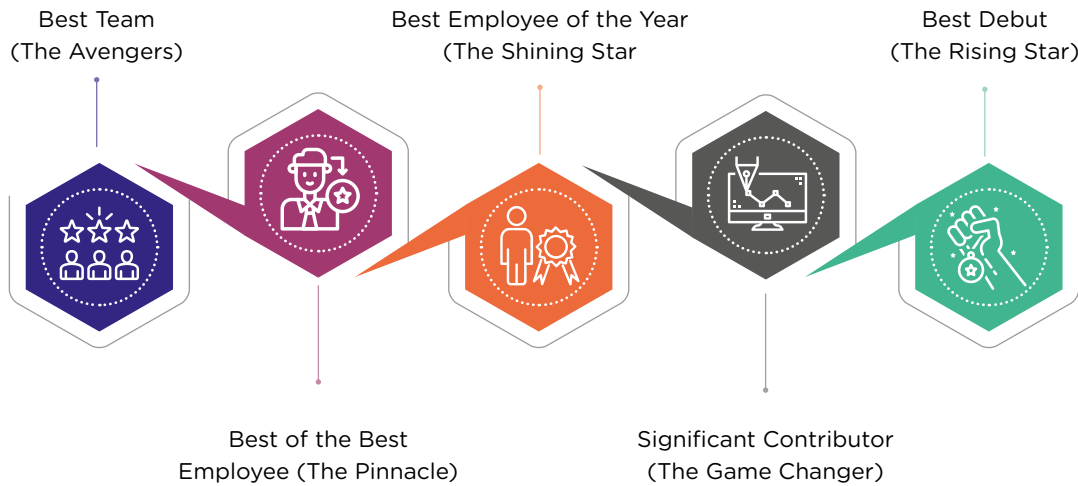 Best Team
(The Avengers)
Best Employee of the Year
(The Shining Star
Best Debut
(The Rising Star)
Best of the Best
Employee (The Pinnacle)
Significant Contributor
(The Game Changer)